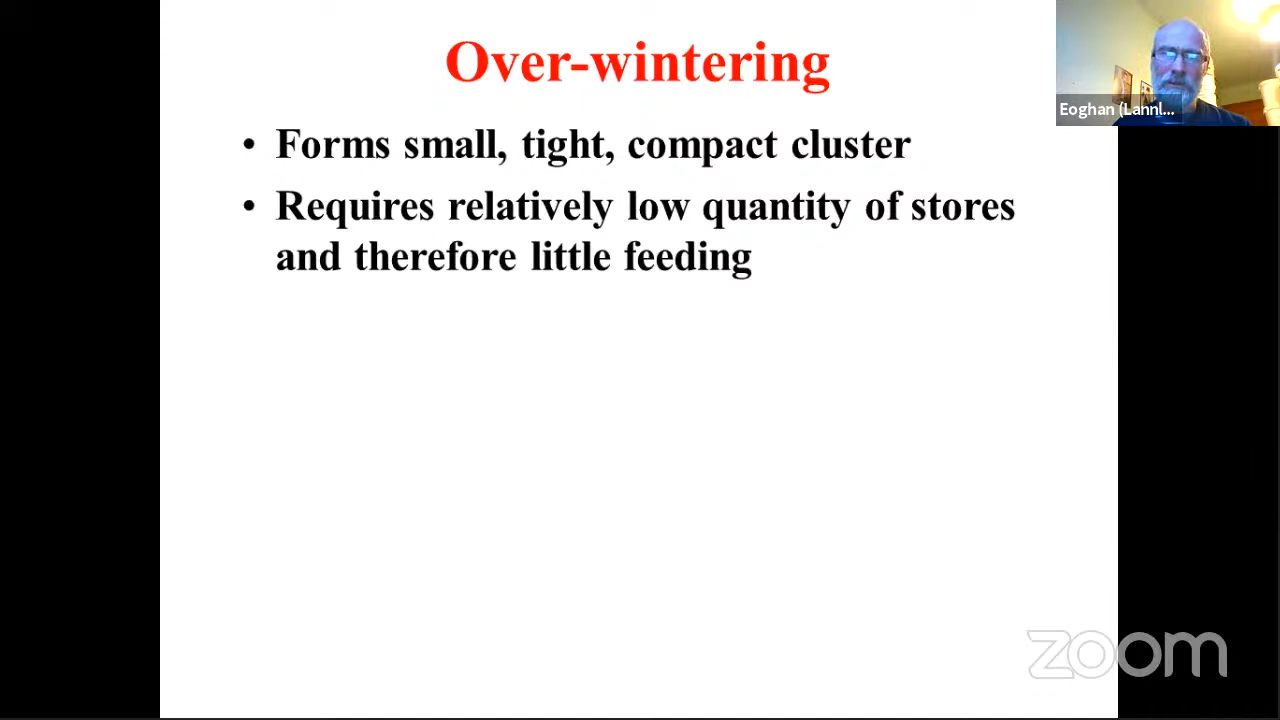 Over-wintering
• Forms small, tight, compact cluster
• Requires relatively low quantity of stores
and therefore little feeding
Eoghan (Lannl...
zoom